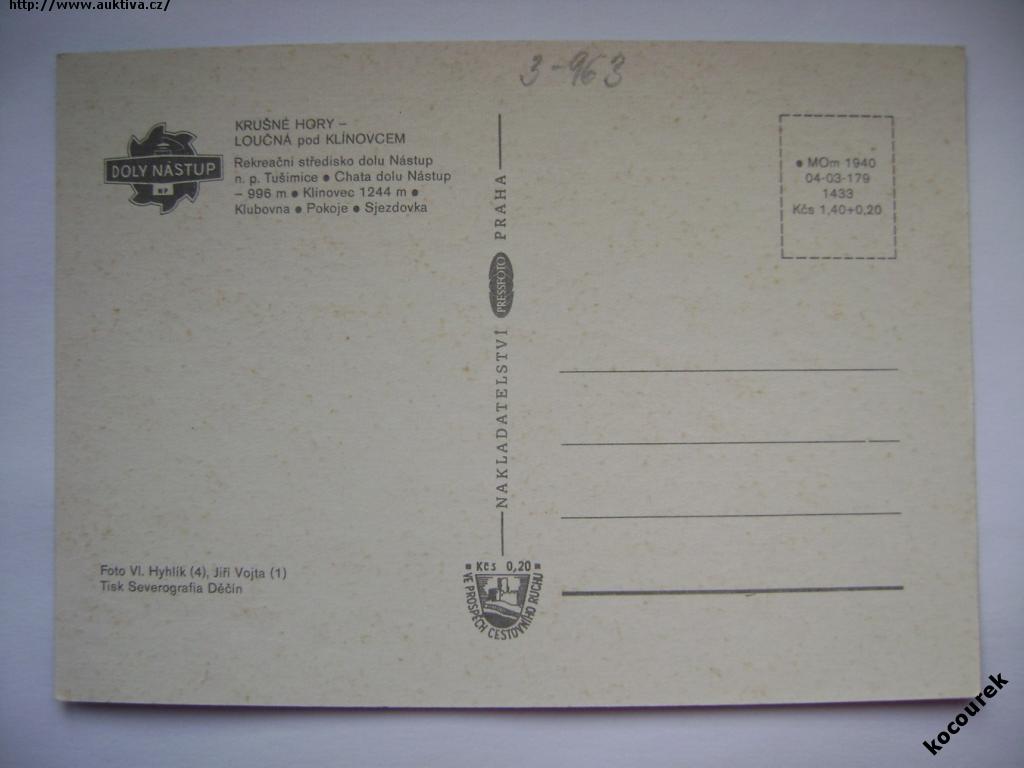 http://www.auktiva.cz/
3-963
DOLY NÁSTUP
NP
KRUŠNÉ HORY –
LOUČNÁ pod KLÍNOVCEM
Rekreační středisko dolu Nástup
n. p. Tušimice ● Chata dolu Nástup
– 996 m ● Klínovec 1244 m ●
Klubovna ● Pokoje ● Sjezdovka
Foto Vl. Hyhlík (4), Jiří Vojta (1)
Tisk Severografia Děčín
NAKLADATELSTVÍ PRESSFOTO PRAHA
Kčs 0,20
VE PROSPĚCH CESTOVNÍHO RUCHU
● MOm 1940
04-03-179
1433
Kčs 1,40+0,20
kocourek